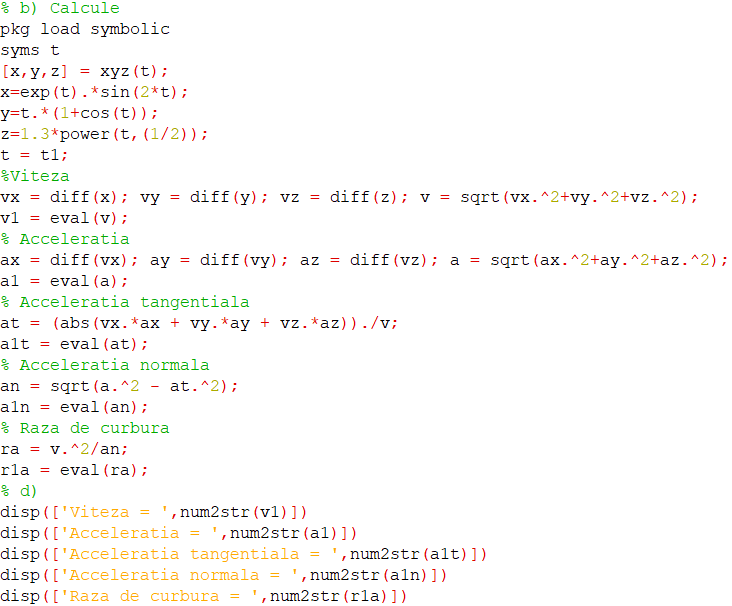 % b) Calcule
pkg load symbolic
syms t
[x,y,z] = xyz(t);
x=exp(t).*sin(2*t);
y=t.*(1+cos(t));
z=1.3*power(t,(1/2));
t = t1;
%Viteza
vx = diff(x); vy = diff(y); vz = diff(z); v = sqrt(vx.^2+vy.^2+vz.^2);
v1 = eval(v);
% Acceleratia
ax = diff(vx); ay = diff(vy); az = diff(vz); a = sqrt(ax.^2+ay.^2+az.^2);
a1 = eval(a);
% Acceleratia tangentiala
at = (abs(vx.*ax + vy.*ay + vz.*az))./v;
a1t = eval(at);
% Acceleratia normala
an = sqrt(a.^2 - at.^2);
a1n = eval(an);
% Raza de curbura
ra = v.^2/an;
r1a = eval(ra);
% d)
disp(['Viteza = ',num2str(v1)])
disp(['Acceleratia = ',num2str(a1)])
disp(['Acceleratia tangentiala = ',num2str(a1t)])
disp(['Acceleratia normala = ',num2str(a1n)])
disp(['Raza de curbura = ',num2str(r1a)])